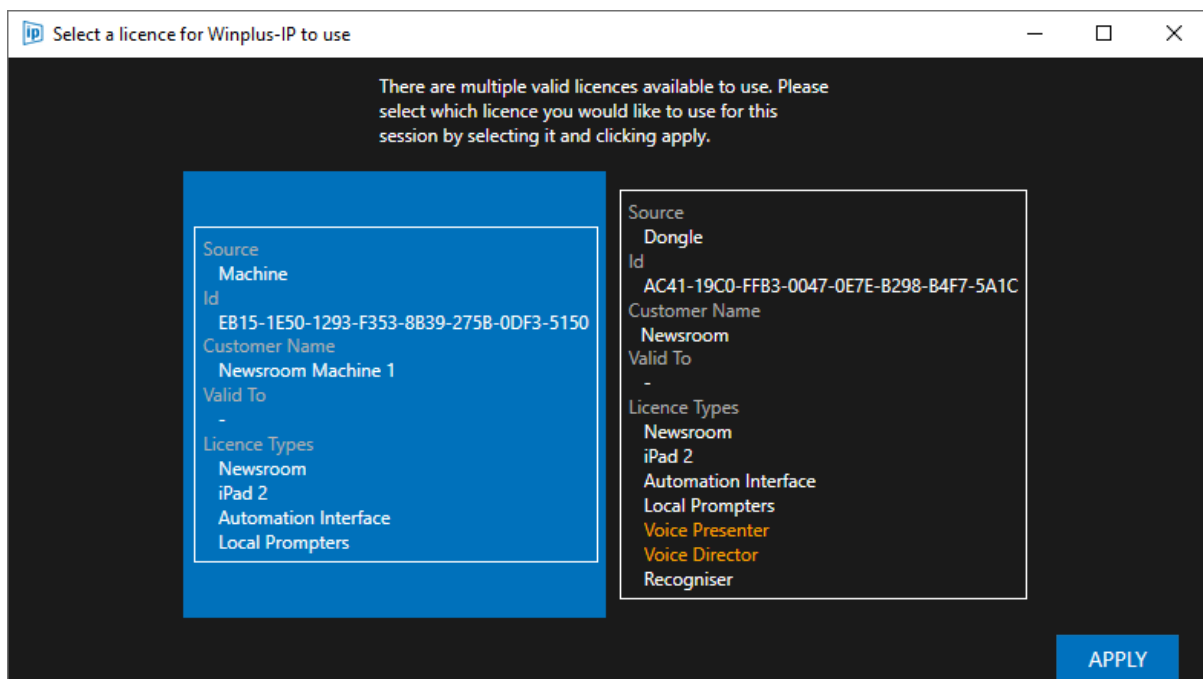 ip Select a licence for Winplus-IP to use
There are multiple valid licences available to use. Please
select which licence you would like to use for this
session by selecting it and clicking apply.
Source
Machine
Id
EB15-1E50-1293-F353-8B39-275B-0DF3-5150
Customer Name
Newsroom Machine 1
Valid To
-
Licence Types
Newsroom
iPad 2
Automation Interface
Local Prompters
Source
Dongle
Id
AC41-19C0-FFB3-0047-0E7E-B298-B4F7-5A1C
Customer Name
Newsroom
Valid To
-
Licence Types
Newsroom
iPad 2
Automation Interface
Local Prompters
Voice Presenter
Voice Director
Recogniser
APPLY